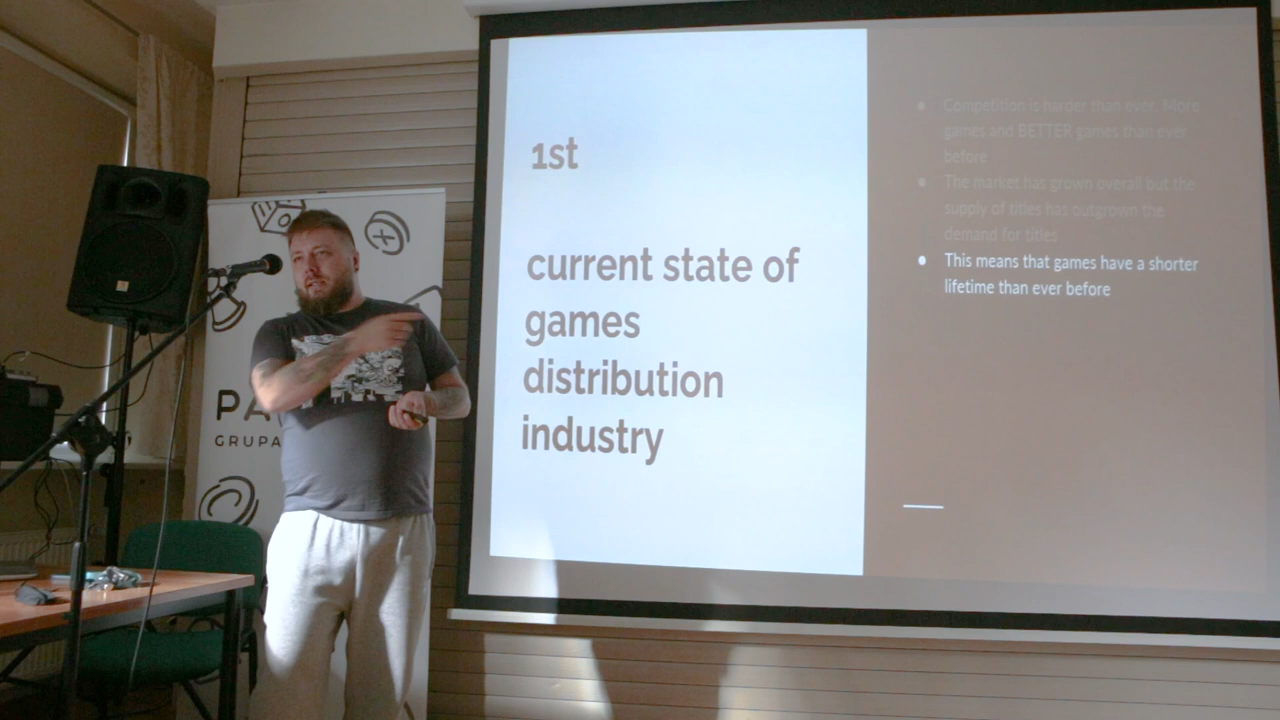 1st
current state of
games
distribution
industry
Competition is harder than ever. More
games and BETTER games than ever
before
The market has grown overall but the
supply of titles has outgrown the
demand for titles
This means that games have a shorter
lifetime than ever before
GRUPA